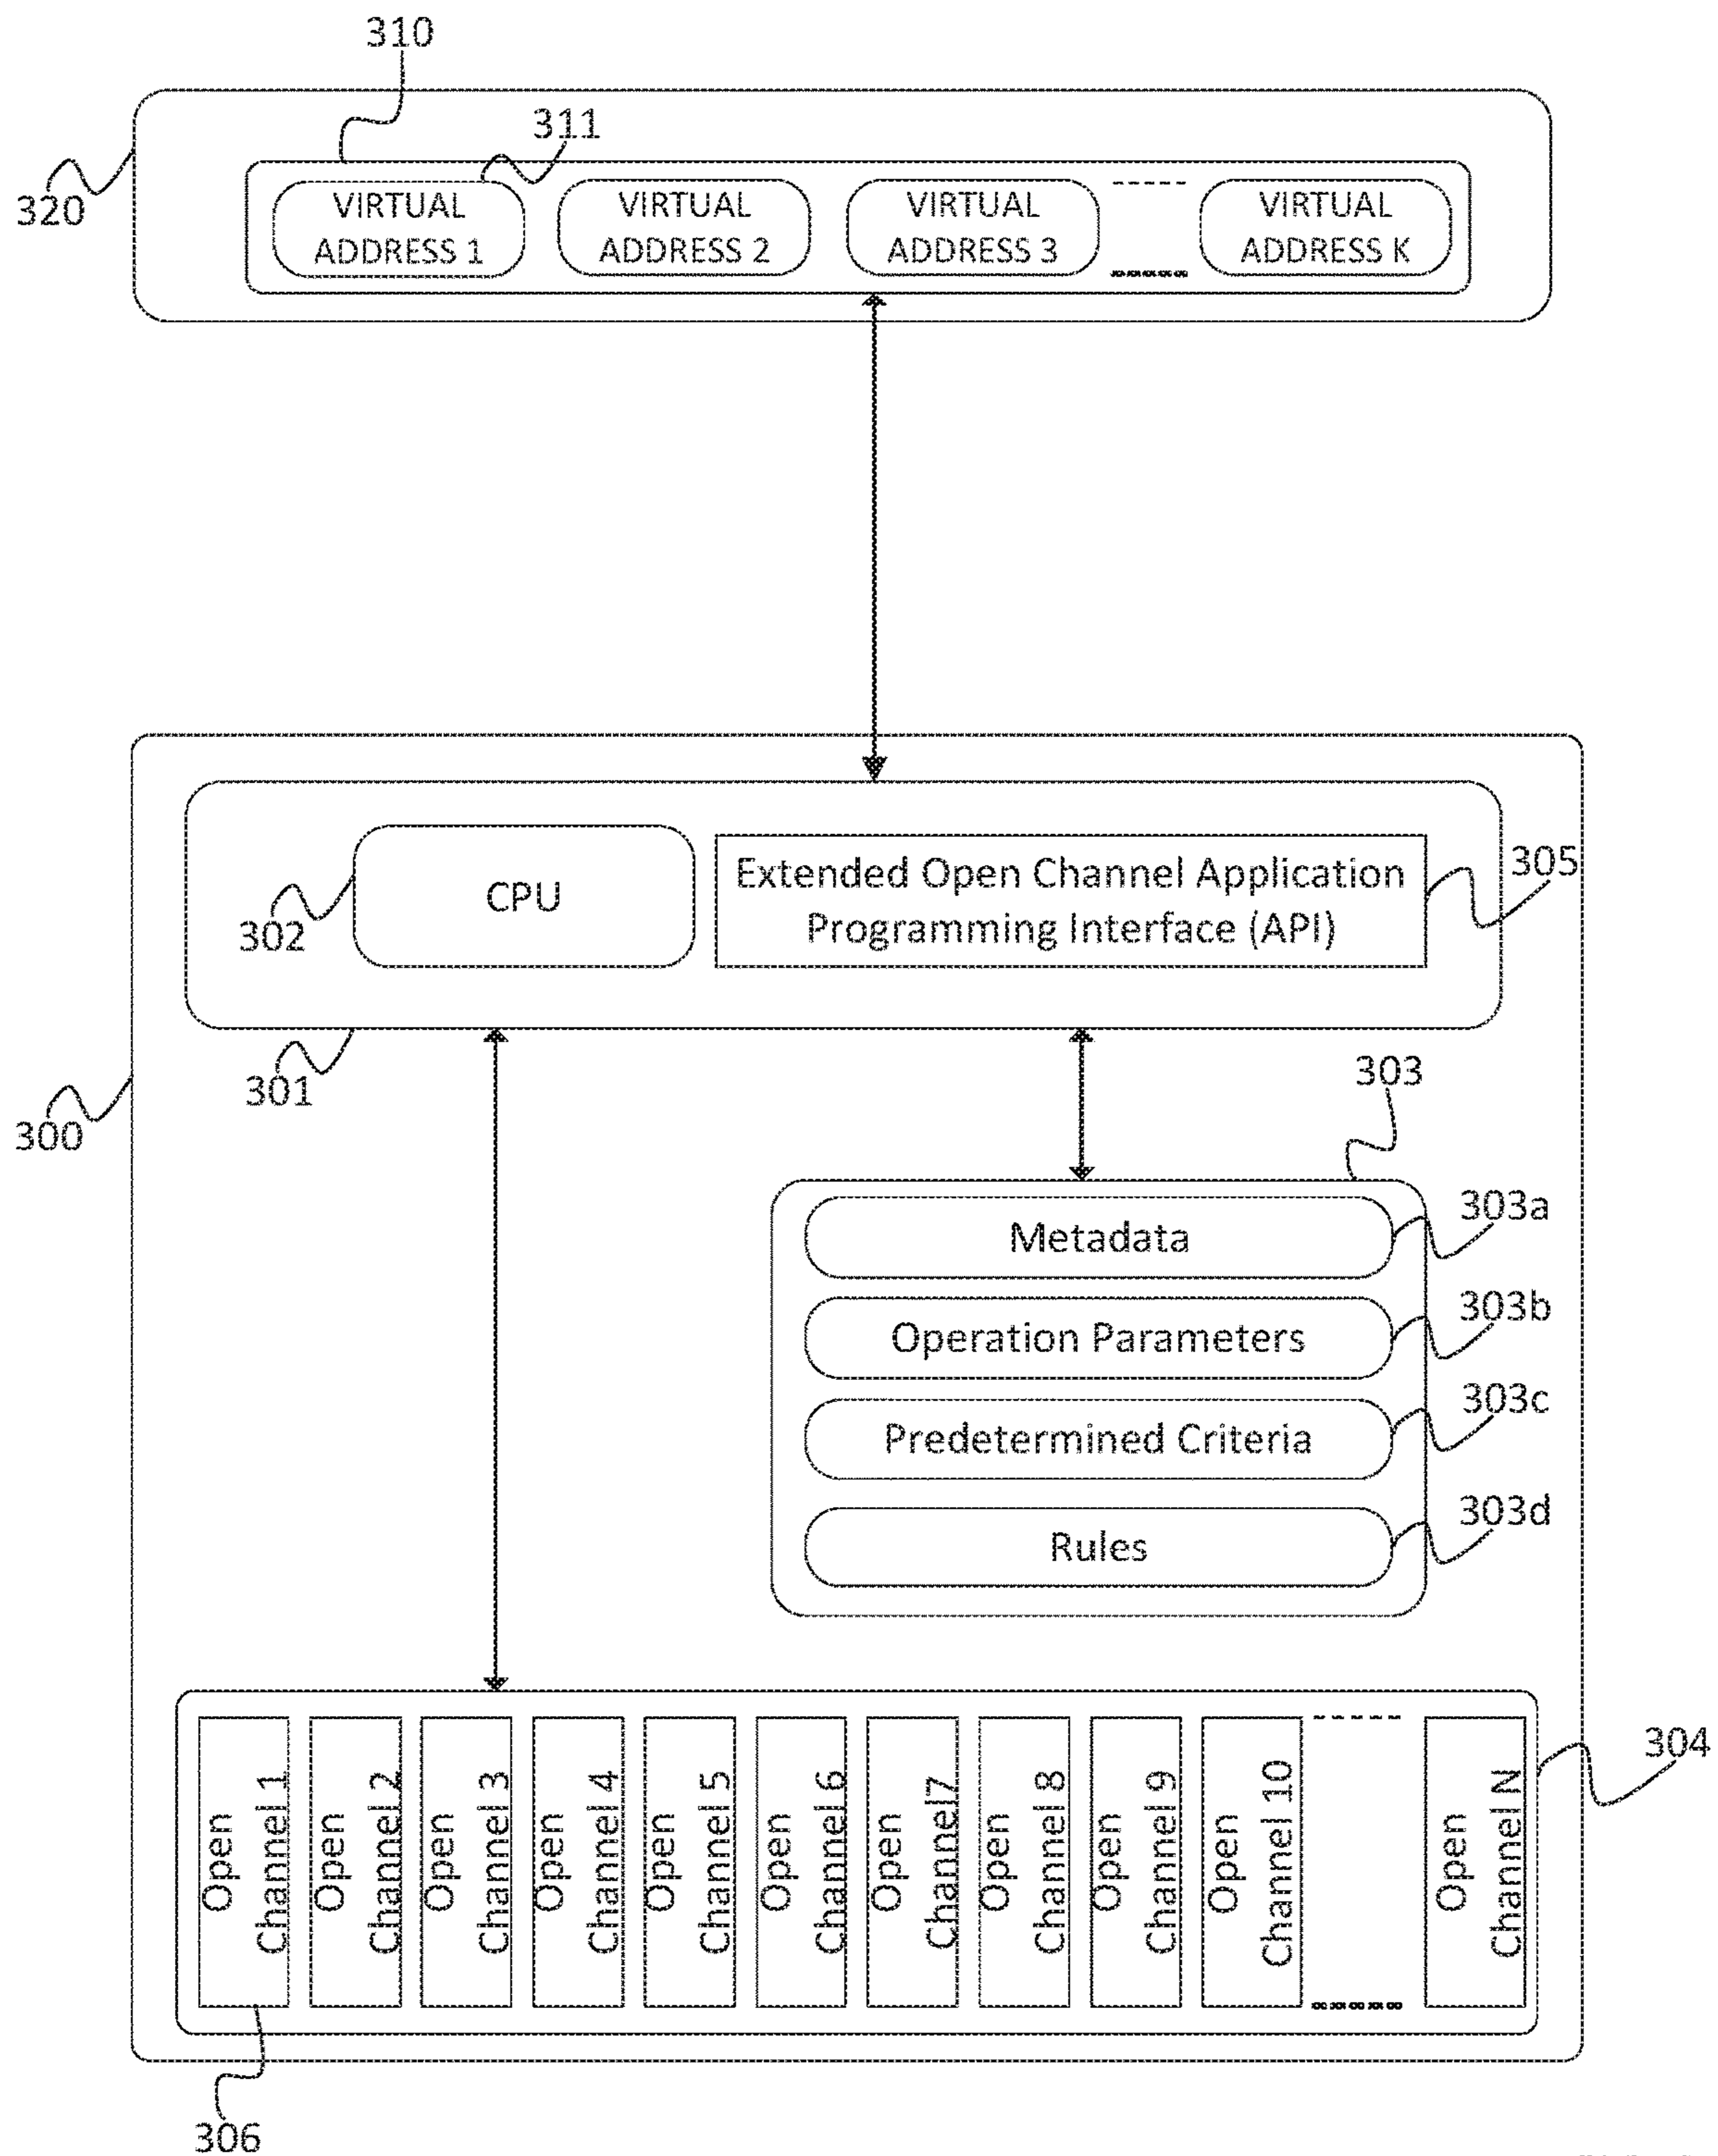 310
311
320
VIRTUAL
ADDRESS 1
VIRTUAL
ADDRESS 2
VIRTUAL
ADDRESS 3
VIRTUAL
ADDRESS K
CPU
302
Extended Open Channel Application
Programming Interface (API)
305
301
300
303
Metadata
303a
Operation Parameters
303b
Predetermined Criteria
303c
Rules
303d
304
Open
Channel 1
Open
Channel 2
Open
Channel 3
Open
Channel 4
Open
Channel 5
Open
Channel 6
Open
Channel7
Open
Channel 8
Open
Channel 9
Open
Channel 10
Open
Channel N
306